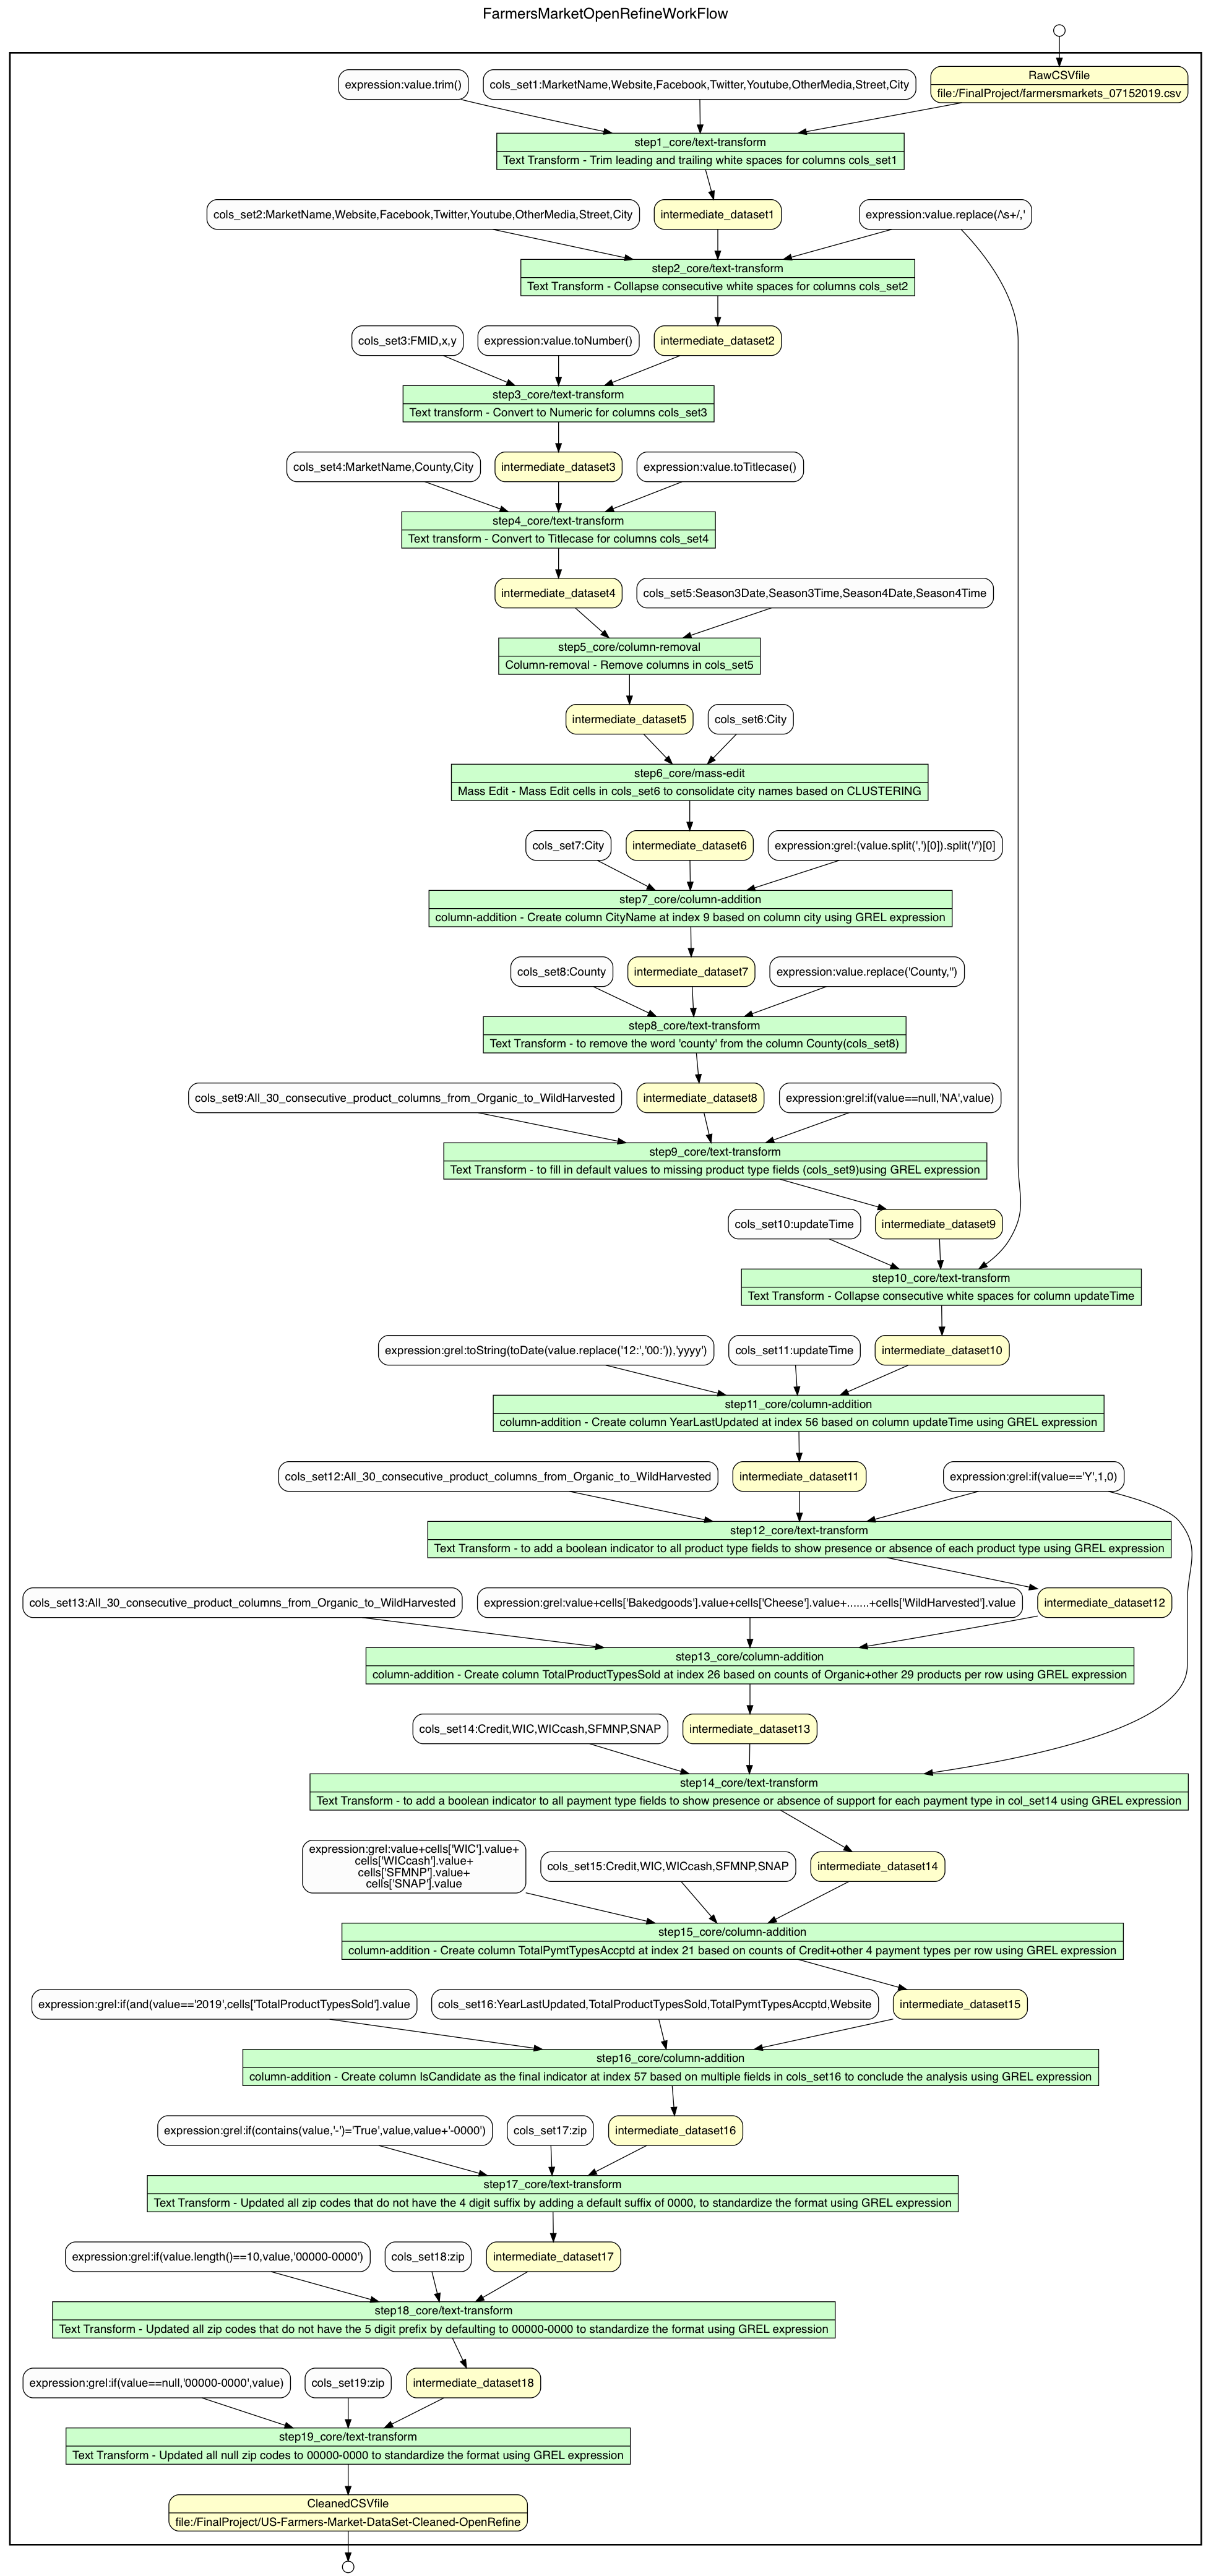 FarmersMarketOpenRefineWorkFlow
RawCSVfile
file:/FinalProject/farmersmarkets_07152019.csv
expression:value.trim()
cols_set1:MarketName,Website,Facebook,Twitter,Youtube,OtherMedia,Street,City
step1_core/text-transform
Text Transform - Trim leading and trailing white spaces for columns cols_set1
cols_set2:MarketName,Website,Facebook,Twitter,Youtube,OtherMedia,Street,City
intermediate_dataset1
expression:value.replace(/\s+/,'
step2_core/text-transform
Text Transform - Collapse consecutive white spaces for columns cols_set2
cols_set3:FMID,x,y
expression:value.toNumber()
intermediate_dataset2
step3_core/text-transform
Text transform - Convert to Numeric for columns cols_set3
cols_set4:MarketName,County,City
intermediate_dataset3
expression:value.toTitlecase()
step4_core/text-transform
Text transform - Convert to Titlecase for columns cols_set4
intermediate_dataset4
cols_set5:Season3Date,Season3Time,Season4Date,Season4Time
step5_core/column-removal
Column-removal - Remove columns in cols_set5
intermediate_dataset5
cols_set6:City
step6_core/mass-edit
Mass Edit - Mass Edit cells in cols_set6 to consolidate city names based on CLUSTERING
cols_set7:City
intermediate_dataset6
expression:grel:(value.split(',')[0]).split('/')[0]
step7_core/column-addition
column-addition - Create column CityName at index 9 based on column city using GREL expression
cols_set8:County
intermediate_dataset7
expression:value.replace('County,'')
step8_core/text-transform
Text Transform - to remove the word 'county' from the column County(cols_set8)
cols_set9:All_30_consecutive_product_columns_from_Organic_to_WildHarvested
intermediate_dataset8
expression:grel:if(value==null,'NA',value)
step9_core/text-transform
Text Transform - to fill in default values to missing product type fields (cols_set9)using GREL expression
cols_set10:updateTime
intermediate_dataset9
step10_core/text-transform
Text Transform - Collapse consecutive white spaces for column updateTime
expression:grel:toString(toDate(value.replace('12:','00:')),'yyyy')
cols_set11:updateTime
intermediate_dataset10
step11_core/column-addition
column-addition - Create column YearLastUpdated at index 56 based on column updateTime using GREL expression
cols_set12:All_30_consecutive_product_columns_from_Organic_to_WildHarvested
intermediate_dataset11
expression:grel:if(value=='Y',1,0)
step12_core/text-transform
Text Transform - to add a boolean indicator to all product type fields to show presence or absence of each product type using GREL expression
cols_set13:All_30_consecutive_product_columns_from_Organic_to_WildHarvested
expression:grel:value+cells['Bakedgoods'].value+cells['Cheese'].value+.......+cells['WildHarvested'].value
intermediate_dataset12
step13_core/column-addition
column-addition - Create column TotalProductTypesSold at index 26 based on counts of Organic+other 29 products per row using GREL expression
cols_set14:Credit,WIC,WICcash,SFMNP,SNAP
intermediate_dataset13
step14_core/text-transform
Text Transform - to add a boolean indicator to all payment type fields to show presence or absence of support for each payment type in col_set14 using GREL expression
expression:grel:value+cells['WIC'].value+
cells['WICcash'].value+
cells['SFMNP'].value+
cells['SNAP'].value
cols_set15:Credit,WIC,WICcash,SFMNP,SNAP
intermediate_dataset14
step15_core/column-addition
column-addition - Create column TotalPymtTypesAccptd at index 21 based on counts of Credit+other 4 payment types per row using GREL expression
expression:grel:if(and(value=='2019',cells['TotalProductTypesSold'].value
cols_set16:YearLastUpdated,TotalProductTypesSold,TotalPymtTypesAccptd,Website
intermediate_dataset15
step16_core/column-addition
column-addition - Create column IsCandidate as the final indicator at index 57 based on multiple fields in cols_set16 to conclude the analysis using GREL expression
expression:grel:if(contains(value,'-')='True',value,value+'-0000')
cols_set17:zip
intermediate_dataset16
step17_core/text-transform
Text Transform - Updated all zip codes that do not have the 4 digit suffix by adding a default suffix of 0000, to standardize the format using GREL expression
expression:grel:if(value.length()==10,value,'00000-0000')
cols_set18:zip
intermediate_dataset17
step18_core/text-transform
Text Transform - Updated all zip codes that do not have the 5 digit prefix by defaulting to 00000-0000 to standardize the format using GREL expression
expression:grel:if(value==null,'00000-0000',value)
cols_set19:zip
intermediate_dataset18
step19_core/text-transform
Text Transform - Updated all null zip codes to 00000-0000 to standardize the format using GREL expression
CleanedCSVfile
file:/FinalProject/US-Farmers-Market-DataSet-Cleaned-OpenRefine